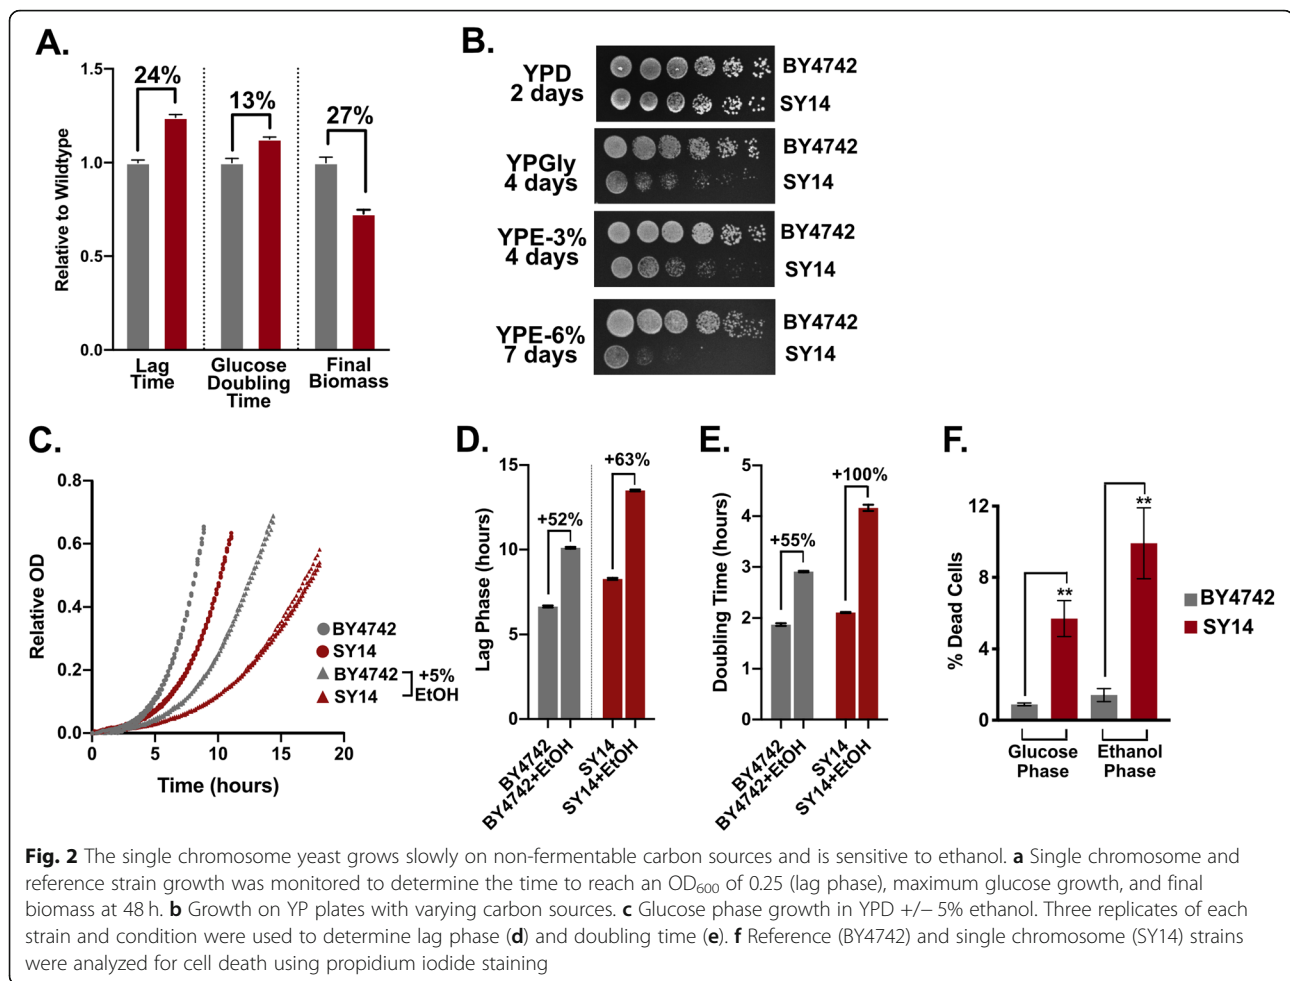 A.
1.5
1.0
0.5
0.0
Relative to Wildtype
24%
13%
27%
Lag
Time
Glucose
Doubling
Time
Final
Biomass
B.
YPD
2 days
BY4742
SY14
YPGly
4 days
BY4742
SY14
YPE-3%
4 days
BY4742
SY14
YPE-6%
7 days
BY4742
SY14
C.
0.8
0.6
0.4
0.2
0.0
Relative OD
0
5
10
15
20
Time (hours)
BY4742
SY14
BY4742
SY14
+5%
EtOH
D.
15
10
5
0
Lag Phase (hours)
+52%
+63%
BY4742
BY4742+EtOH
SY14
SY14+EtOH
E.
5
4
3
2
1
0
Doubling Time (hours)
+55%
+100%
BY4742
BY4742+EtOH
SY14
SY14+EtOH
F.
12
8
4
0
% Dead Cells
**
**
Glucose
Phase
Ethanol
Phase
BY4742
SY14
Fig. 2 The single chromosome yeast grows slowly on non-fermentable carbon sources and is sensitive to ethanol. a Single chromosome and
reference strain growth was monitored to determine the time to reach an OD600 of 0.25 (lag phase), maximum glucose growth, and final
biomass at 48 h. b Growth on YP plates with varying carbon sources. c Glucose phase growth in YPD +/− 5% ethanol. Three replicates of each
strain and condition were used to determine lag phase (d) and doubling time (e). f Reference (BY4742) and single chromosome (SY14) strains
were analyzed for cell death using propidium iodide staining